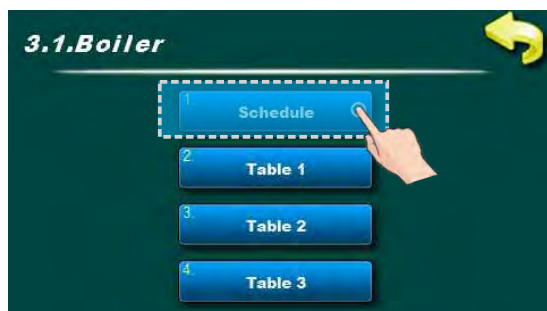 3.1.Boiler
1.
Schedule
2.
Table 1
3.
Table 2
4.
Table 3